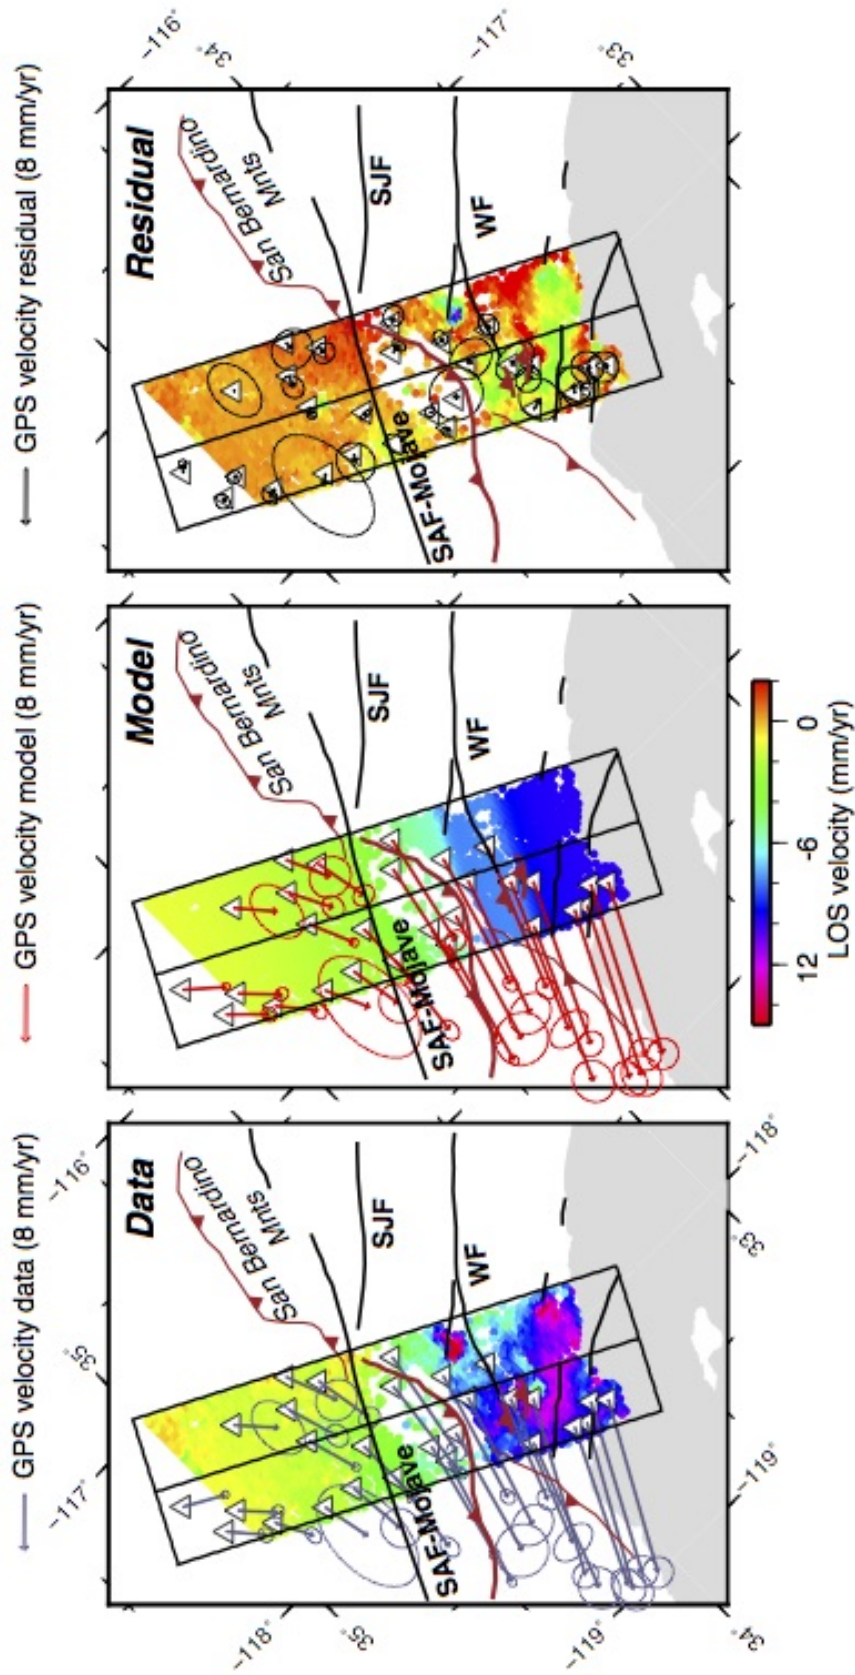 GPS velocity data (8 mm/yr)
GPS velocity model (8 mm/yr)
GPS velocity residual (8 mm/yr)
−117°
35°
−116°
Data
San Bernardino
Mnts
SJF
WF
SAF-Mojave
−118°
35°
−119°
34°
−119°
33°
−118°
Model
San Bernardino
Mnts
SJF
WF
SAF-Mojave
Residual
San Bernardino
Mnts
SJF
WF
SAF-Mojave
−116°
34°
−117°
33°
12 -6 0
LOS velocity (mm/yr)